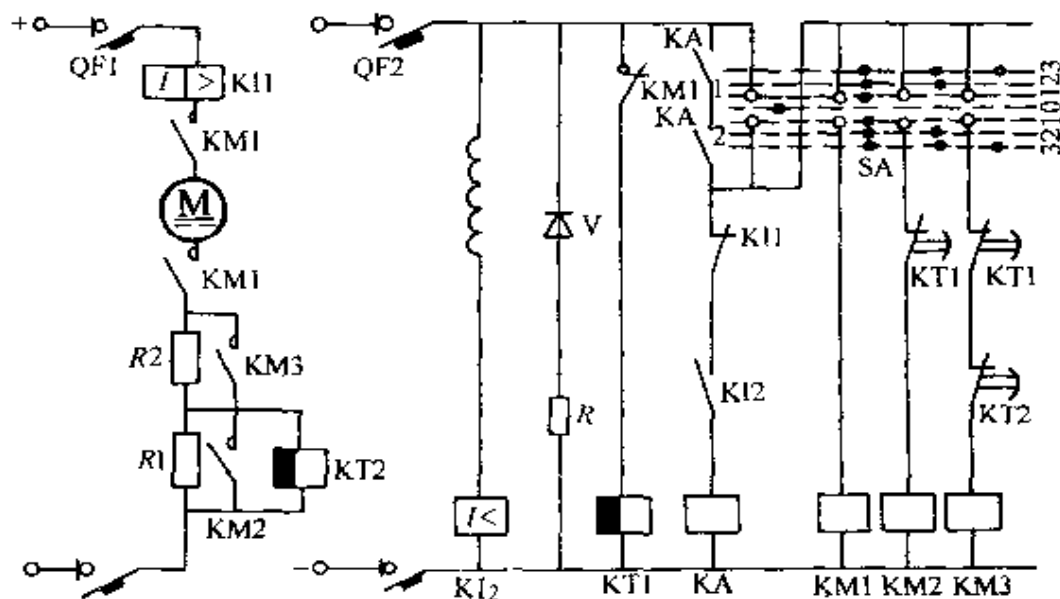 +
QF1
I >
KI1
KM1
M
KM1
R2
KM3
R1
KT2
KM2
QF2
KA
KM1
1
KA
2
3210123
SA
V
KI1
KT1
KT1
KI2
KT2
R
I<
−
KI2
KT1
KA
KM1
KM2
KM3